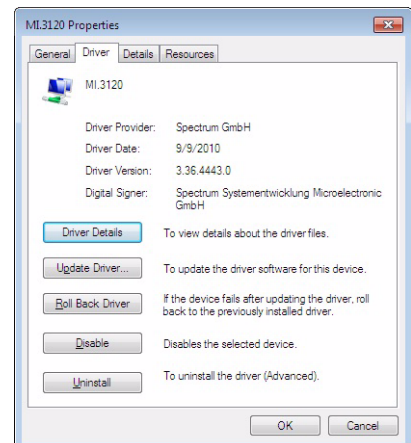 MI.3120 Properties
General Driver Details Resources
MI.3120
Driver Provider: Spectrum GmbH
Driver Date: 9/9/2010
Driver Version: 3.36.4443.0
Digital Signer: Spectrum Systementwicklung Microelectronic
GmbH
Driver Details To view details about the driver files.
Update Driver... To update the driver software for this device.
Roll Back Driver If the device fails after updating the driver, roll
back to the previously installed driver.
Disable Disables the selected device.
Uninstall To uninstall the driver (Advanced).
OK Cancel